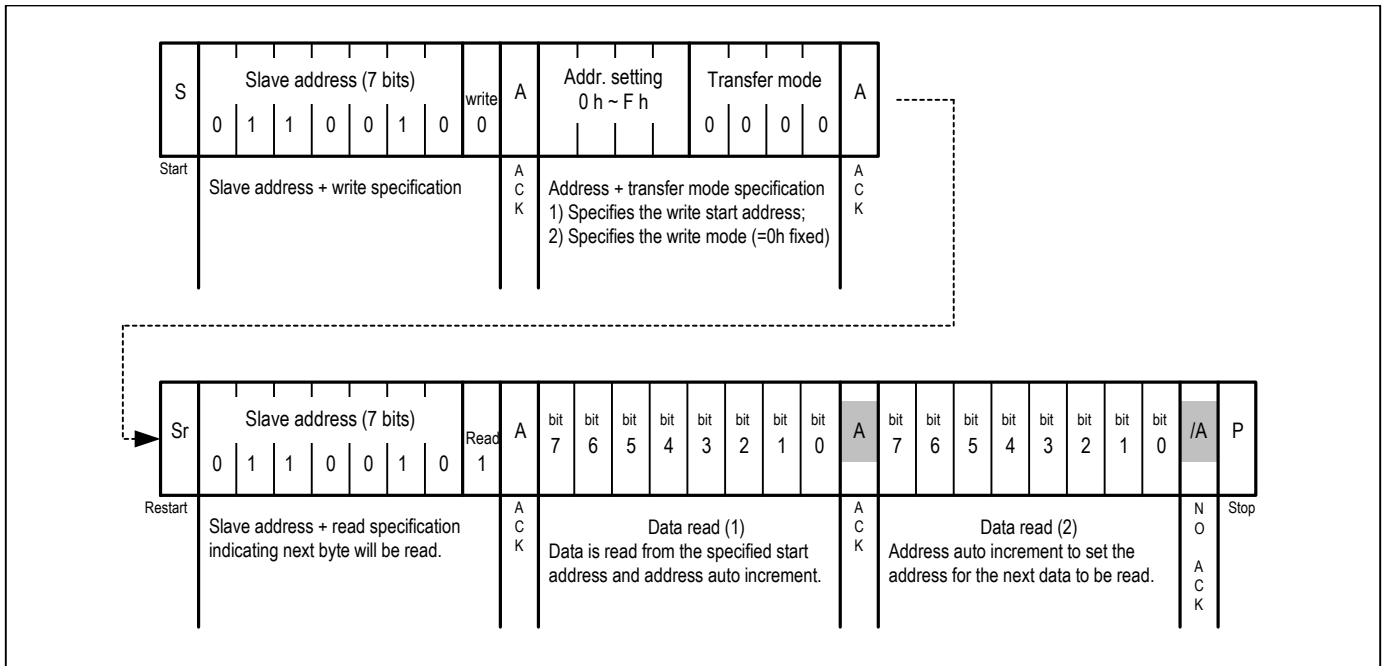 S
Slave address (7 bits)
write
A
Addr. setting
0 h ~ F h
Transfer mode
A
0 1 1 0 0 1 0 0
0 0 0 0
Start
Slave address + write specification
A
C
K
Address + transfer mode specification
1) Specifies the write start address;
2) Specifies the write mode (=0h fixed)
A
C
K
Sr
Slave address (7 bits)
Read
A
0 1 1 0 0 1 0 1
bit bit bit bit bit bit bit bit
7 6 5 4 3 2 1 0
A
bit bit bit bit bit bit bit bit
7 6 5 4 3 2 1 0
/A
P
Restart
Slave address + read specification
indicating next byte will be read.
A
C
K
Data read (1)
Data is read from the specified start
address and address auto increment.
A
C
K
Data read (2)
Address auto increment to set the
address for the next data to be read.
N
O
A
C
K
Stop